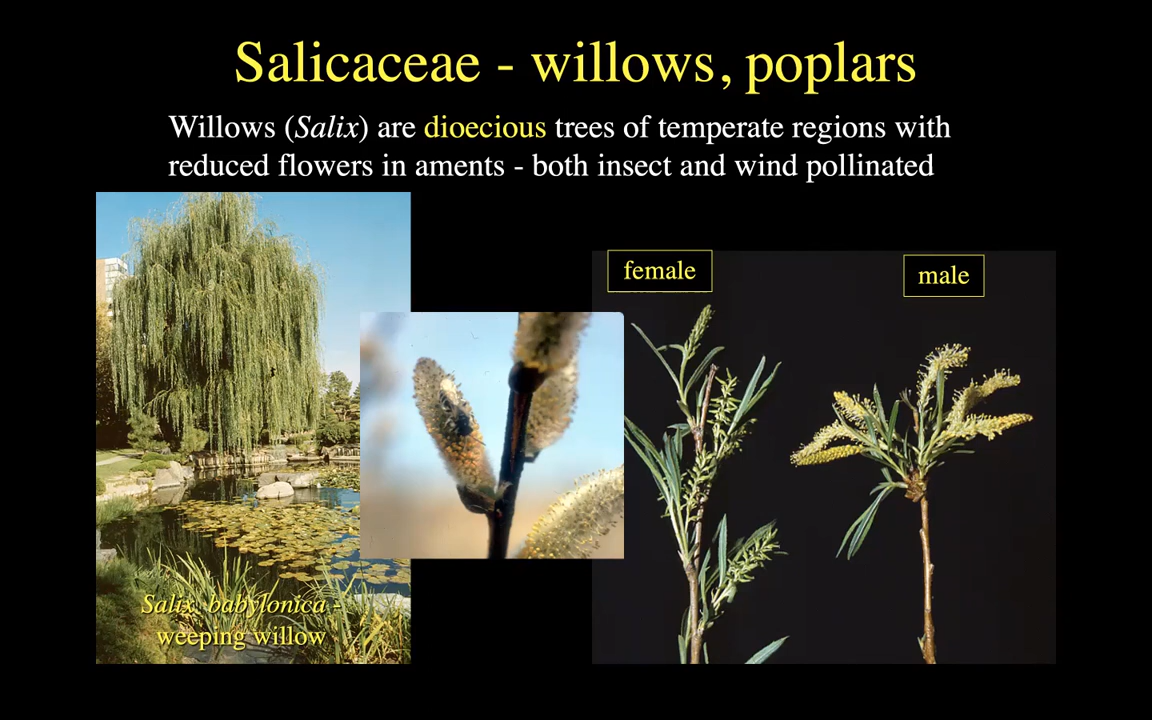 Salicaceae - willows, poplars
Willows (Salix) are dioecious trees of temperate regions with
reduced flowers in aments - both insect and wind pollinated
female
male
Salix babylonica -
weeping willow